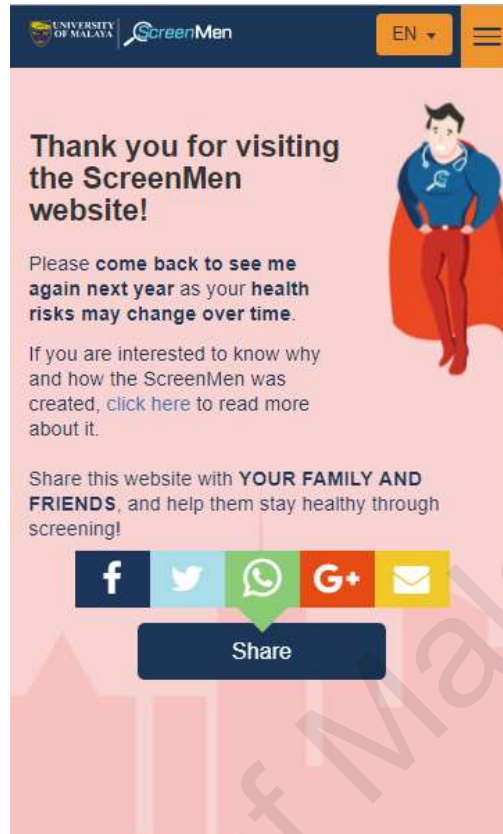 UNIVERSITY
OF MALAYA
ScreenMen
EN
Thank you for visiting
the ScreenMen
website!
Please come back to see me
again next year as your health
risks may change over time.
If you are interested to know why
and how the ScreenMen was
created, click here to read more
about it.
Share this website with YOUR FAMILY AND
FRIENDS, and help them stay healthy through
screening!
f
G+
Share
of Mala